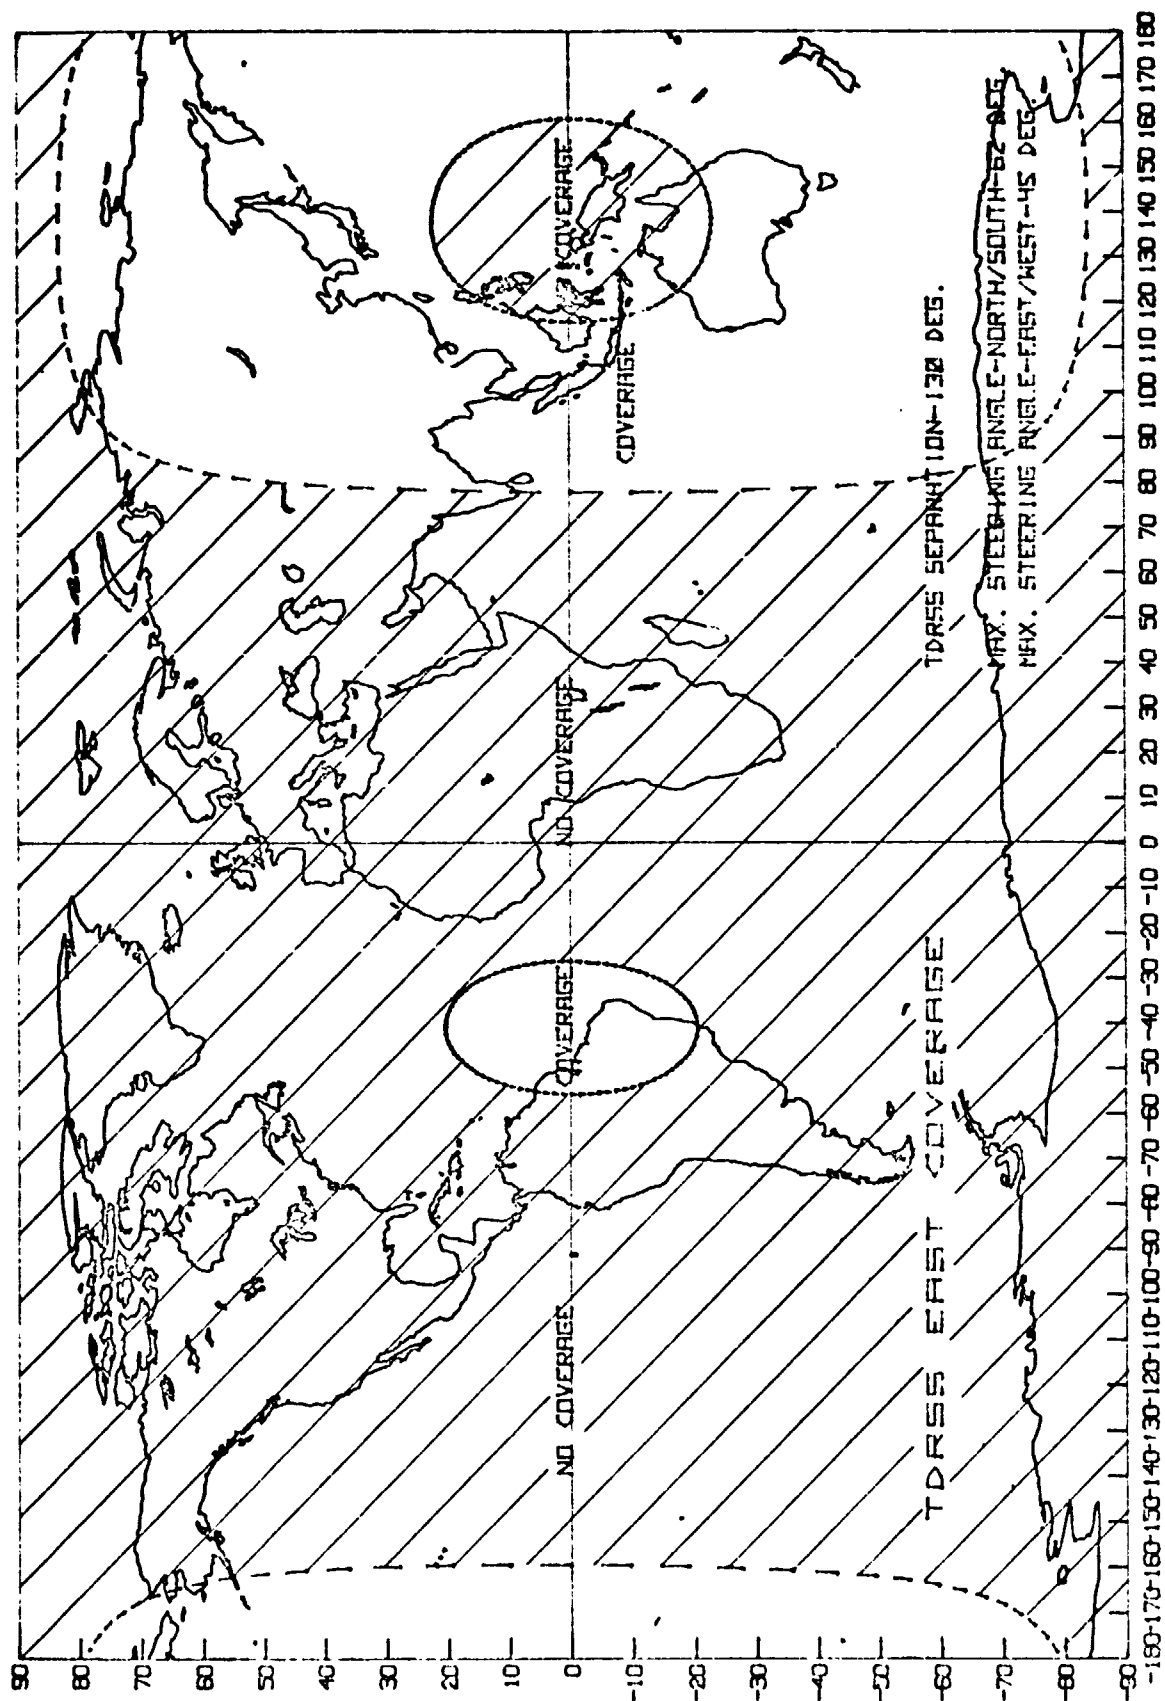 90
80
70
60
50
40
30
20
10
0
-10
-20
-30
-40
-50
-60
-70
-80
-90
NO COVERAGE
COVERAGE
NO COVERAGE
COVERAGE
COVERAGE
TDRSS SEPARATION-130 DEG.
MAX. STEERING ANGLE-NORTH/SOUTH-62 DEG.
MAX. STEERING ANGLE-EAST/WEST-45 DEG.
TDRSS EAST COVERAGE
-180-170-160-150-140-130-120-110-100-90 -80 -70 -60 -50 -40 -30 -20 -10 0 10 20 30 40 50 60 70 80 90 100 110 120 130 140 150 160 170 180